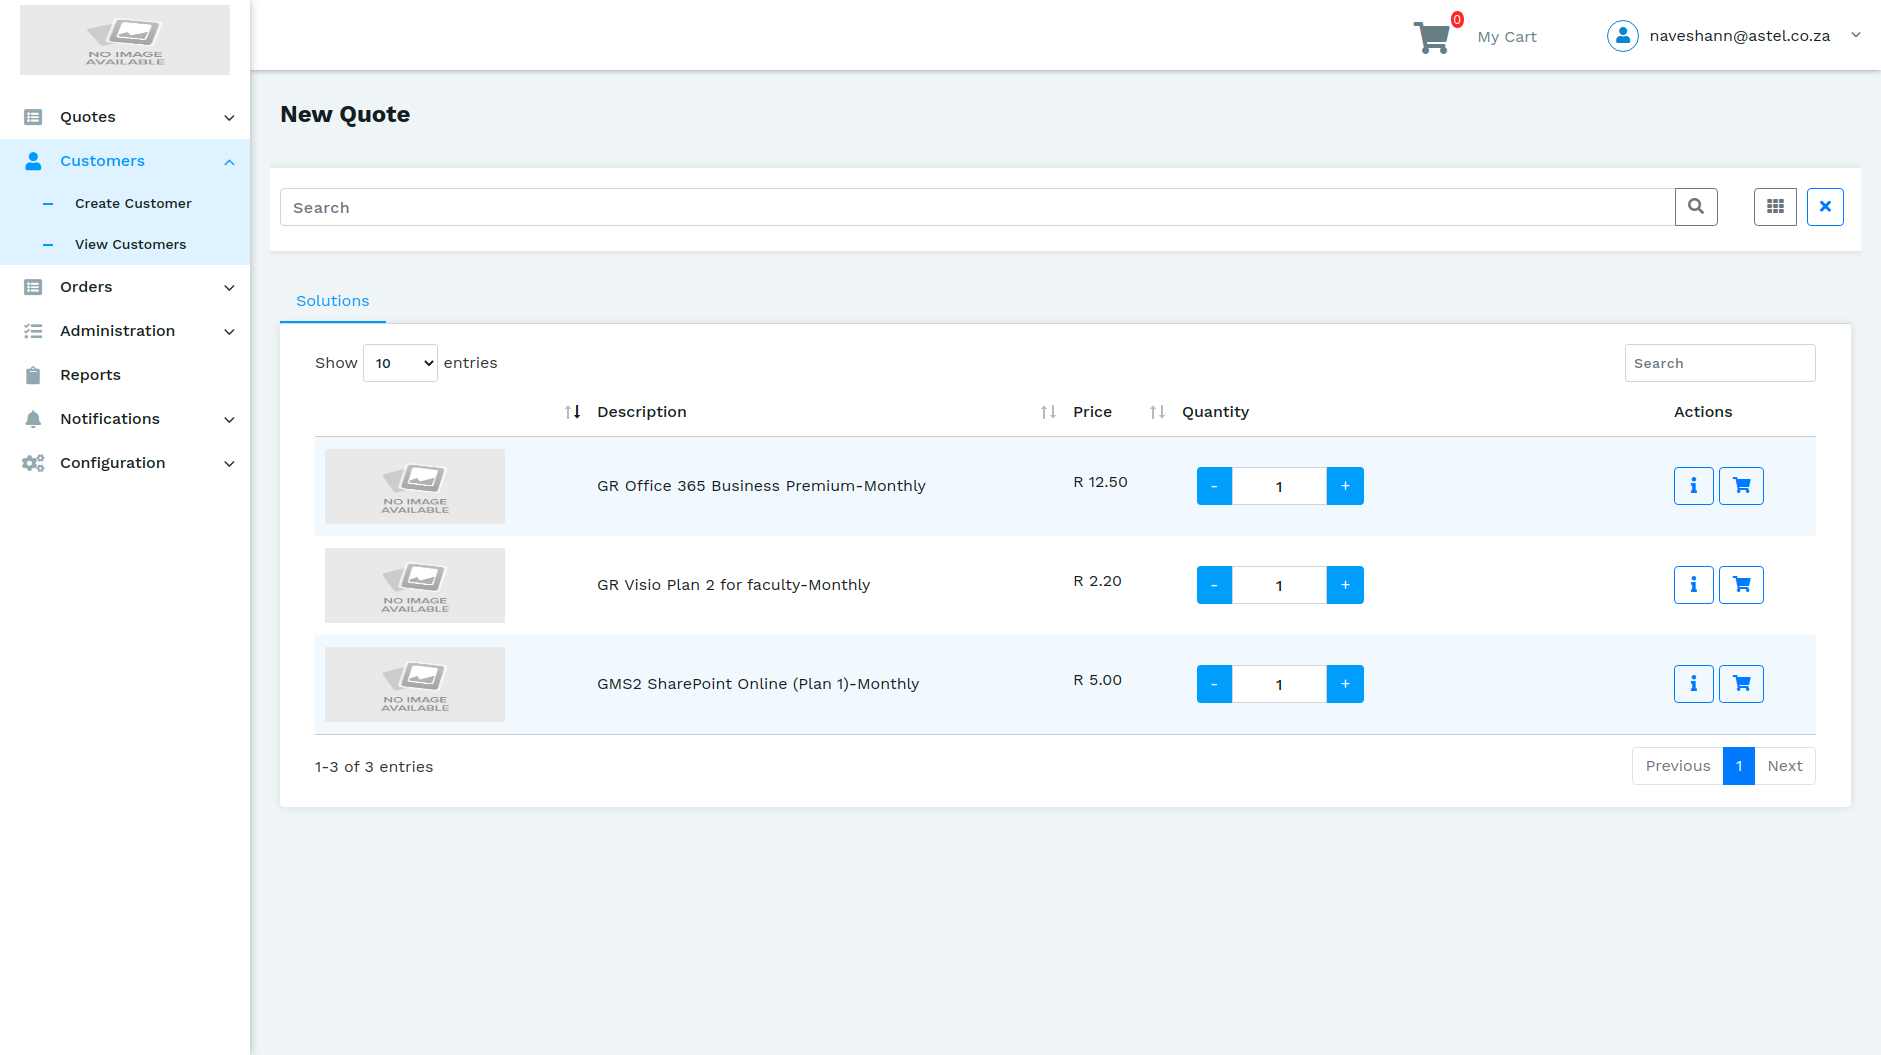 NO IMAGE
AVAILABLE
0
My Cart
naveshann@astel.co.za
Quotes
Customers
Create Customer
View Customers
Orders
Administration
Reports
Notifications
Configuration
New Quote
Search
Solutions
Show 10 entries
Search
Description Price Quantity Actions
NO IMAGE
AVAILABLE
GR Office 365 Business Premium-Monthly R 12.50 - 1 +
NO IMAGE
AVAILABLE
GR Visio Plan 2 for faculty-Monthly R 2.20 - 1 +
NO IMAGE
AVAILABLE
GMS2 SharePoint Online (Plan 1)-Monthly R 5.00 - 1 +
1-3 of 3 entries
Previous 1 Next